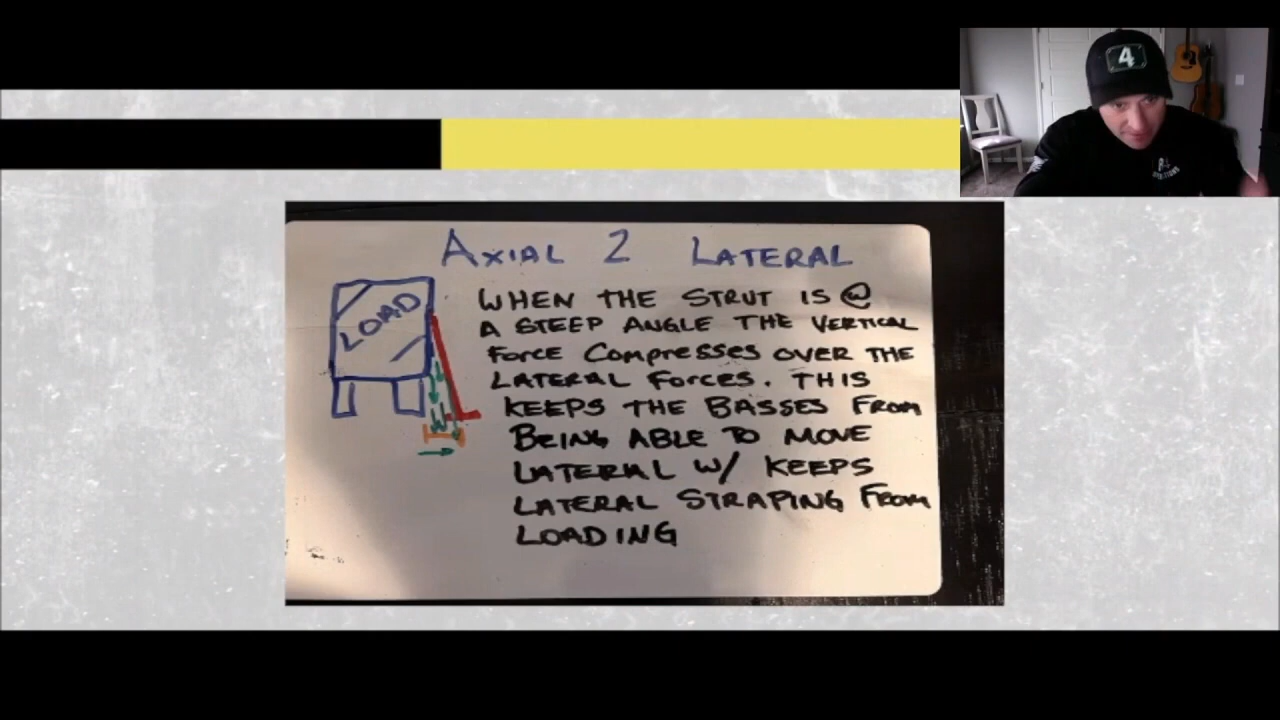 4
AXIAL 2 LATERAL
LOAD
WHEN THE STRUT IS @
A STEEP ANGLE THE VERTICAL
FORCE COMPRESSES OVER THE
LATERAL FORCES. THIS
KEEPS THE BASSES FROM
BEING ABLE TO MOVE
LATERAL W/ KEEPS
LATERAL STRAPING FROM
LOADING